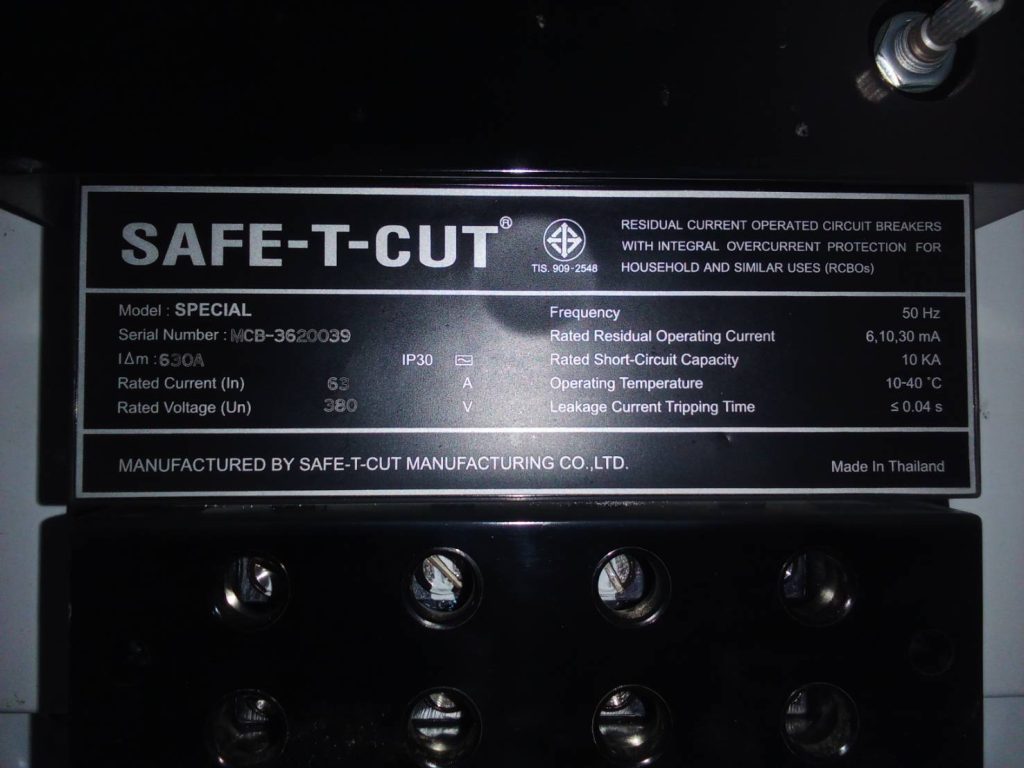 SAFE-T-CUT®
TIS. 909-2548
RESIDUAL CURRENT OPERATED CIRCUIT BREAKERS
WITH INTEGRAL OVERCURRENT PROTECTION FOR
HOUSEHOLD AND SIMILAR USES (RCBOs)
Model : SPECIAL
Serial Number : MCB-3620039
I∆m : 630A IP30
Rated Current (In) 63 A
Rated Voltage (Un) 380 V
Frequency 50 Hz
Rated Residual Operating Current 6,10,30 mA
Rated Short-Circuit Capacity 10 KA
Operating Temperature 10-40 °C
Leakage Current Tripping Time ≤ 0.04 s
MANUFACTURED BY SAFE-T-CUT MANUFACTURING CO.,LTD.
Made In Thailand